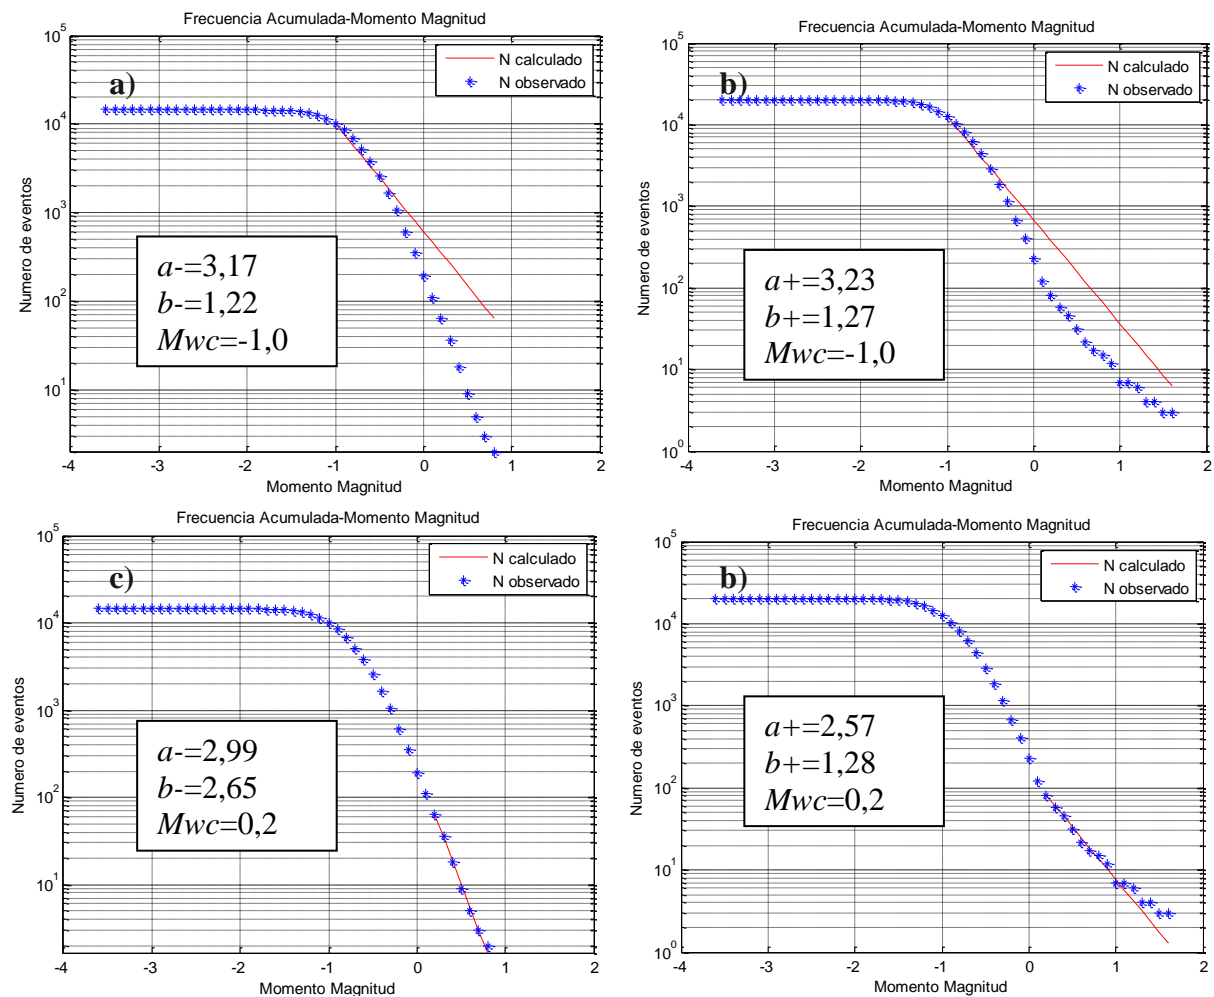 Frecuencia Acumulada-Momento Magnitud
10^5
10^4
10^3
10^2
10^1
Numero de eventos
a)
N calculado
N observado
a-=3,17
b-=1,22
Mwc=-1,0
-4 -3 -2 -1 0 1 2
Momento Magnitud
Frecuencia Acumulada-Momento Magnitud
10^5
10^4
10^3
10^2
10^1
10^0
Numero de eventos
b)
N calculado
N observado
a+=3,23
b+=1,27
Mwc=-1,0
-4 -3 -2 -1 0 1 2
Momento Magnitud
Frecuencia Acumulada-Momento Magnitud
10^5
10^4
10^3
10^2
10^1
Numero de eventos
c)
N calculado
N observado
a-=2,99
b-=2,65
Mwc=0,2
-4 -3 -2 -1 0 1 2
Momento Magnitud
Frecuencia Acumulada-Momento Magnitud
10^5
10^4
10^3
10^2
10^1
10^0
Numero de eventos
b)
N calculado
N observado
a+=2,57
b+=1,28
Mwc=0,2
-4 -3 -2 -1 0 1 2
Momento Magnitud